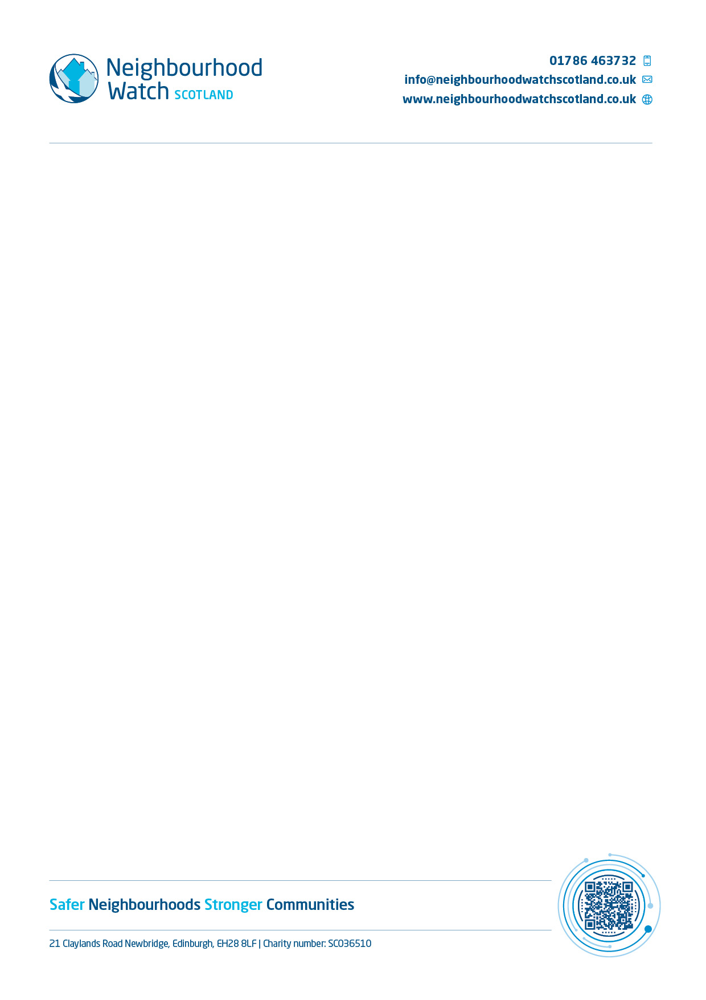 Neighbourhood
Watch SCOTLAND
01786 463732
info@neighbourhoodwatchscotland.co.uk
www.neighbourhoodwatchscotland.co.uk
Safer Neighbourhoods Stronger Communities
21 Claylands Road Newbridge, Edinburgh, EH28 8LF | Charity number: SC036510